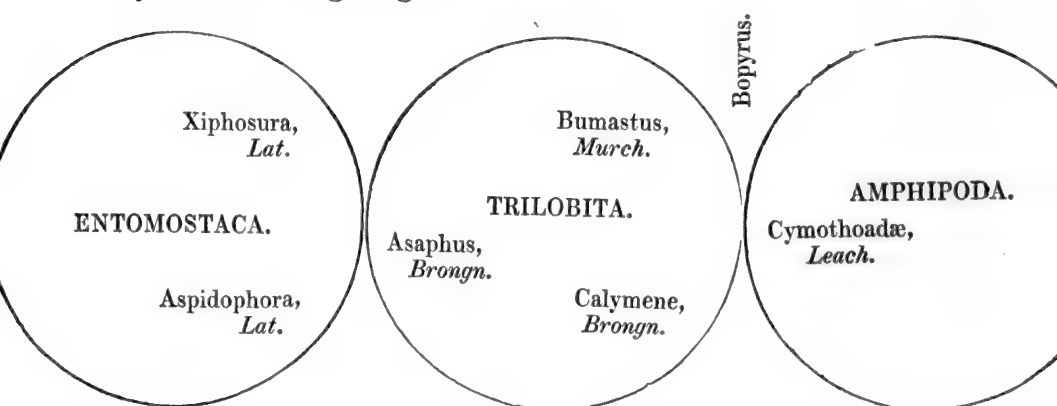 Bopyrus.
Xiphosura,
Lat.
ENTOMOSTACA.
Aspidophora,
Lat.
Bumastus,
Murch.
TRILOBITA.
Asaphus,
Brongn.
Calymene,
Brongn.
AMPHIPODA.
Cymothoadæ,
Leach.